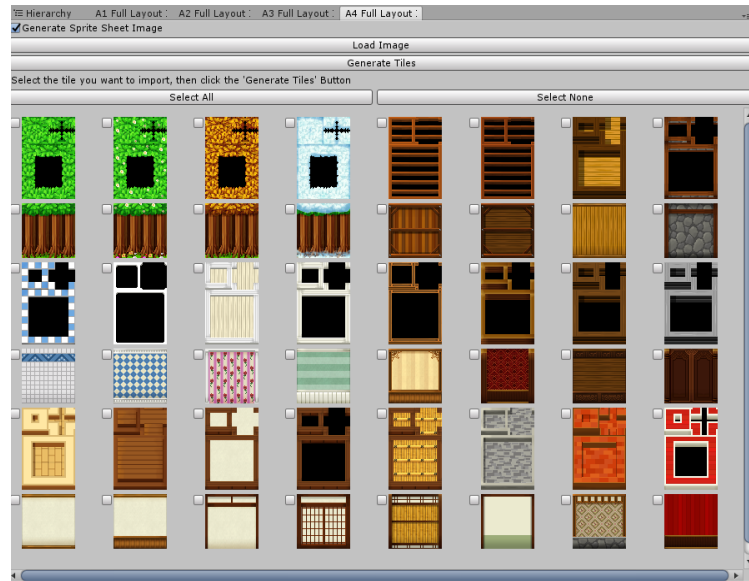 Hierarchy A1 Full Layout : A2 Full Layout : A3 Full Layout : A4 Full Layout :
Generate Sprite Sheet Image
Load Image
Generate Tiles
Select the tile you want to import, then click the 'Generate Tiles' Button
Select All Select None